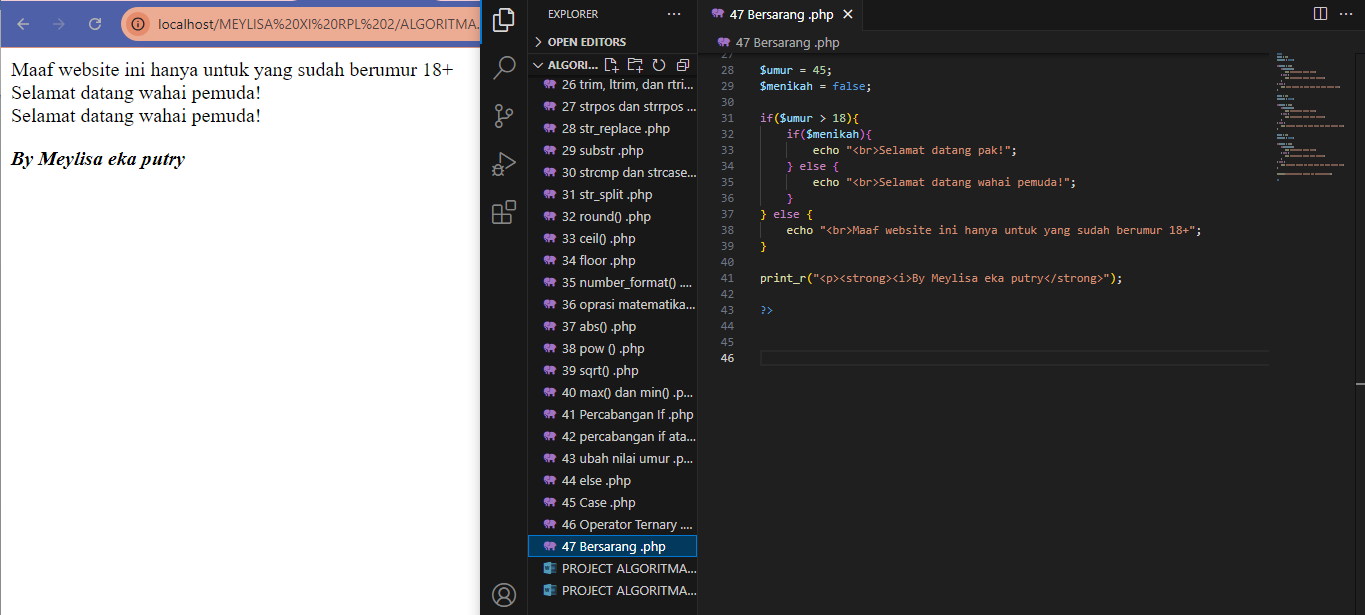 localhost/MEYLISA%20XI%20RPL%202/ALGORITMA.
Maaf website ini hanya untuk yang sudah berumur 18+
Selamat datang wahai pemuda!
Selamat datang wahai pemuda!
By Meylisa eka putry
EXPLORER
OPEN EDITORS
ALGORI...
26 trim, ltrim, dan rtri...
27 strpos dan strrpos ...
28 str_replace .php
29 substr .php
30 strcmp dan strcase...
31 str_split .php
32 round() .php
33 ceil() .php
34 floor .php
35 number_format() ....
36 oprasi matematika...
37 abs() .php
38 pow () .php
39 sqrt() .php
40 max() dan min() .p...
41 Percabangan If .php
42 percabangan if ata...
43 ubah nilai umur .p...
44 else .php
45 Case .php
46 Operator Ternary ....
47 Bersarang .php
PROJECT ALGORITMA...
PROJECT ALGORITMA...
47 Bersarang .php
47 Bersarang .php
27
28 $umur = 45;
29 $menikah = false;
30
31 if($umur > 18){
32 if($menikah){
33 echo "<br>Selamat datang pak!";
34 } else {
35 echo "<br>Selamat datang wahai pemuda!";
36 }
37 } else {
38 echo "<br>Maaf website ini hanya untuk yang sudah berumur 18+";
39 }
40
41 print_r("<p><strong><i>By Meylisa eka putry</strong>");
42
43 ?>
44
45
46